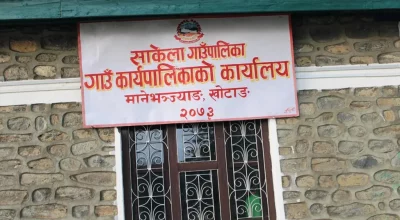 साकेला गाउँपालिका
गाउँ कार्यपालिकाको कार्यालय
मानेभञ्ज्याङ, खोटाङ
२०७३